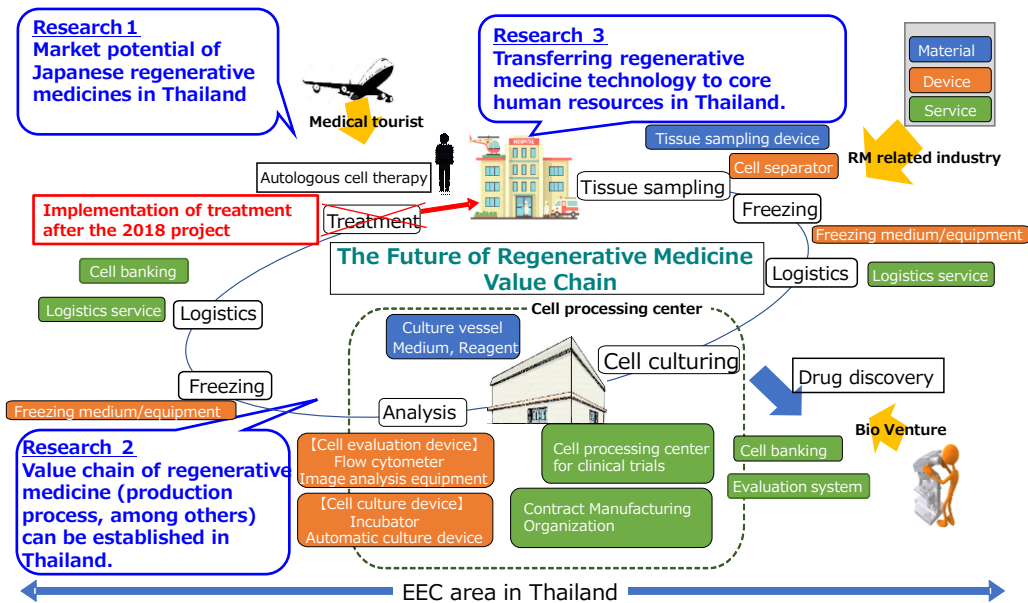 Research 1
Market potential of
Japanese regenerative
medicines in Thailand
Research 3
Transferring regenerative
medicine technology to core
human resources in Thailand.
Material
Device
Service
Medical tourist
HOSPITAL
Tissue sampling device
RM related industry
Cell separator
Autologous cell therapy
Tissue sampling
Freezing
Implementation of treatment
after the 2018 project
Treatment
Freezing medium/equipment
The Future of Regenerative Medicine
Value Chain
Cell banking
Logistics
Logistics service
Logistics service
Logistics
Cell processing center
Culture vessel
Medium, Reagent
Cell culturing
Freezing
Drug discovery
Freezing medium/equipment
Analysis
Bio Venture
Research 2
Value chain of regenerative
medicine (production
process, among others)
can be established in
Thailand.
【Cell evaluation device】
Flow cytometer
Image analysis equipment
Cell processing center
for clinical trials
Cell banking
Evaluation system
【Cell culture device】
Incubator
Automatic culture device
Contract Manufacturing
Organization
EEC area in Thailand